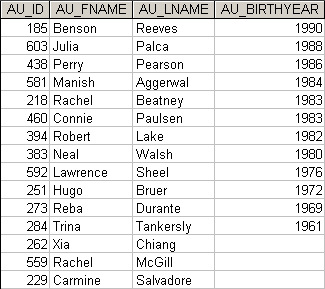 AU_ID AU_FNAME AU_LNAME AU_BIRTHYEAR
185 Benson Reeves 1990
603 Julia Palca 1988
438 Perry Pearson 1986
581 Manish Aggerwal 1984
218 Rachel Beatney 1983
460 Connie Paulsen 1983
394 Robert Lake 1982
383 Neal Walsh 1980
592 Lawrence Sheel 1976
251 Hugo Bruer 1972
273 Reba Durante 1969
284 Trina Tankersly 1961
262 Xia Chiang
559 Rachel McGill
229 Carmine Salvadore